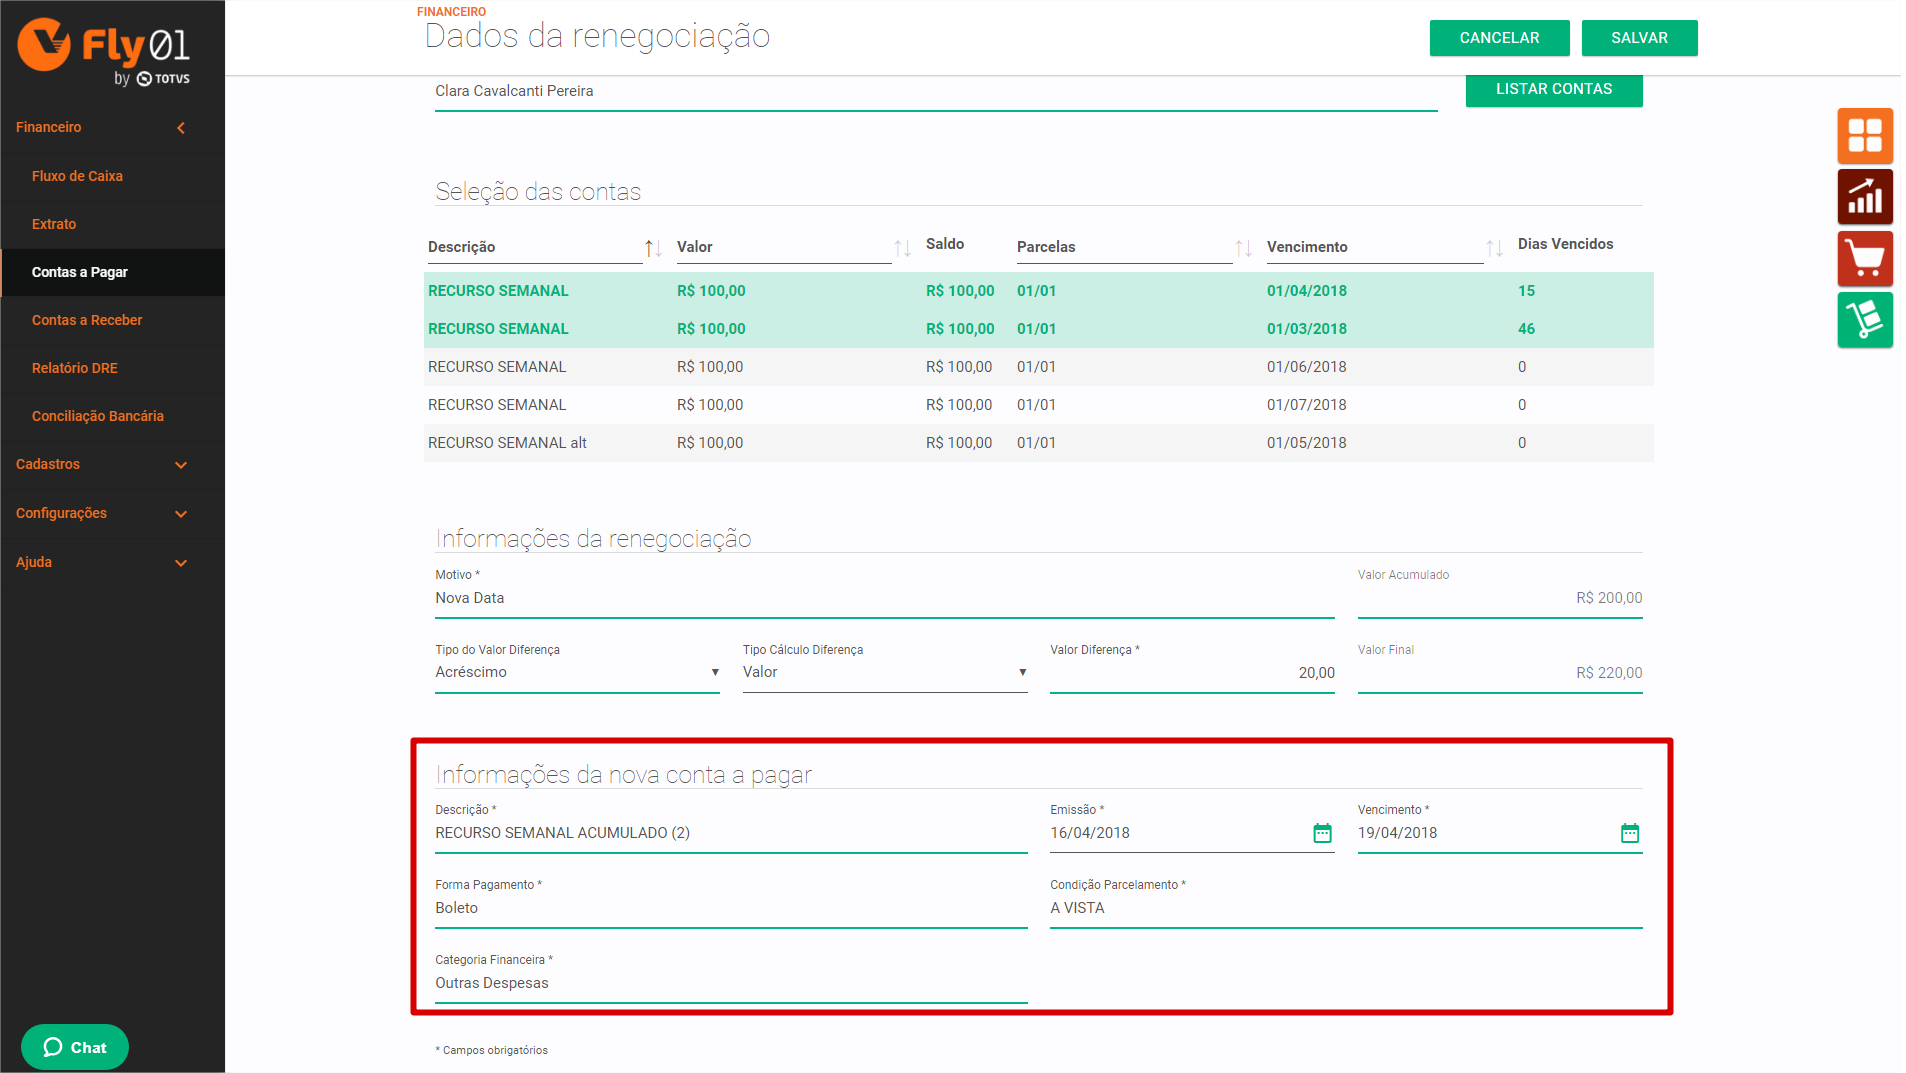 Fly01
by TOTVS
Financeiro
Fluxo de Caixa
Extrato
Contas a Pagar
Contas a Receber
Relatório DRE
Conciliação Bancária
Cadastros
Configurações
Ajuda
Chat
FINANCEIRO
Dados da renegociação
CANCELAR SALVAR
Clara Cavalcanti Pereira
LISTAR CONTAS
Seleção das contas
Descrição Valor Saldo Parcelas Vencimento Dias Vencidos
RECURSO SEMANAL R$ 100,00 R$ 100,00 01/01 01/04/2018 15
RECURSO SEMANAL R$ 100,00 R$ 100,00 01/01 01/03/2018 46
RECURSO SEMANAL R$ 100,00 R$ 100,00 01/01 01/06/2018 0
RECURSO SEMANAL R$ 100,00 R$ 100,00 01/01 01/07/2018 0
RECURSO SEMANAL alt R$ 100,00 R$ 100,00 01/01 01/05/2018 0
Informações da renegociação
Motivo * Valor Acumulado
Nova Data R$ 200,00
Tipo do Valor Diferença Tipo Cálculo Diferença Valor Diferença * Valor Final
Acréscimo Valor 20,00 R$ 220,00
Informações da nova conta a pagar
Descrição * Emissão * Vencimento *
RECURSO SEMANAL ACUMULADO (2) 16/04/2018 19/04/2018
Forma Pagamento * Condição Parcelamento *
Boleto A VISTA
Categoria Financeira *
Outras Despesas
* Campos obrigatórios